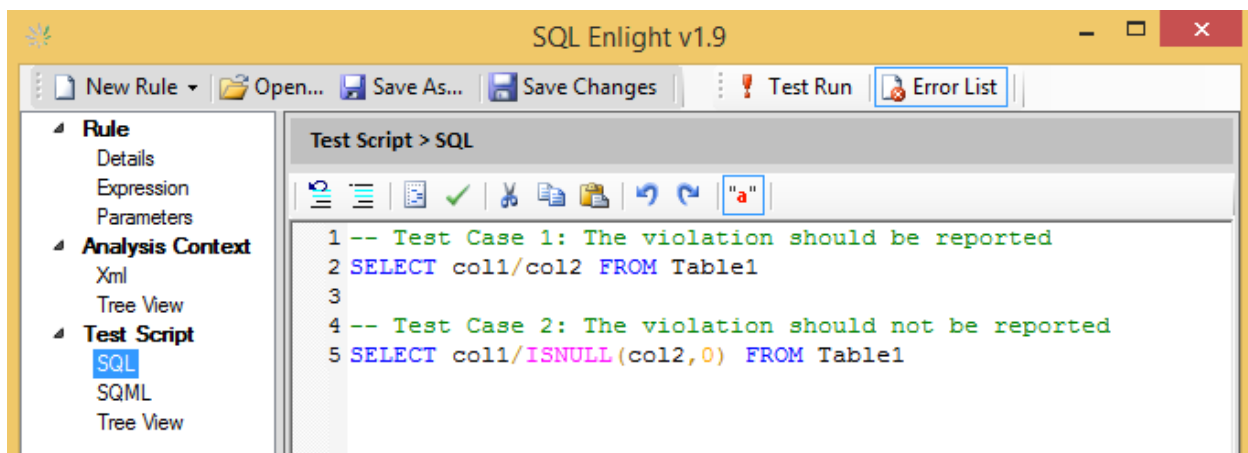 SQL Enlight v1.9
New Rule Open... Save As... Save Changes Test Run Error List
Rule
Details
Expression
Parameters
Analysis Context
Xml
Tree View
Test Script
SQL
SQML
Tree View
Test Script > SQL
"a"
1 -- Test Case 1: The violation should be reported
2 SELECT col1/col2 FROM Table1
3
4 -- Test Case 2: The violation should not be reported
5 SELECT col1/ISNULL(col2,0) FROM Table1